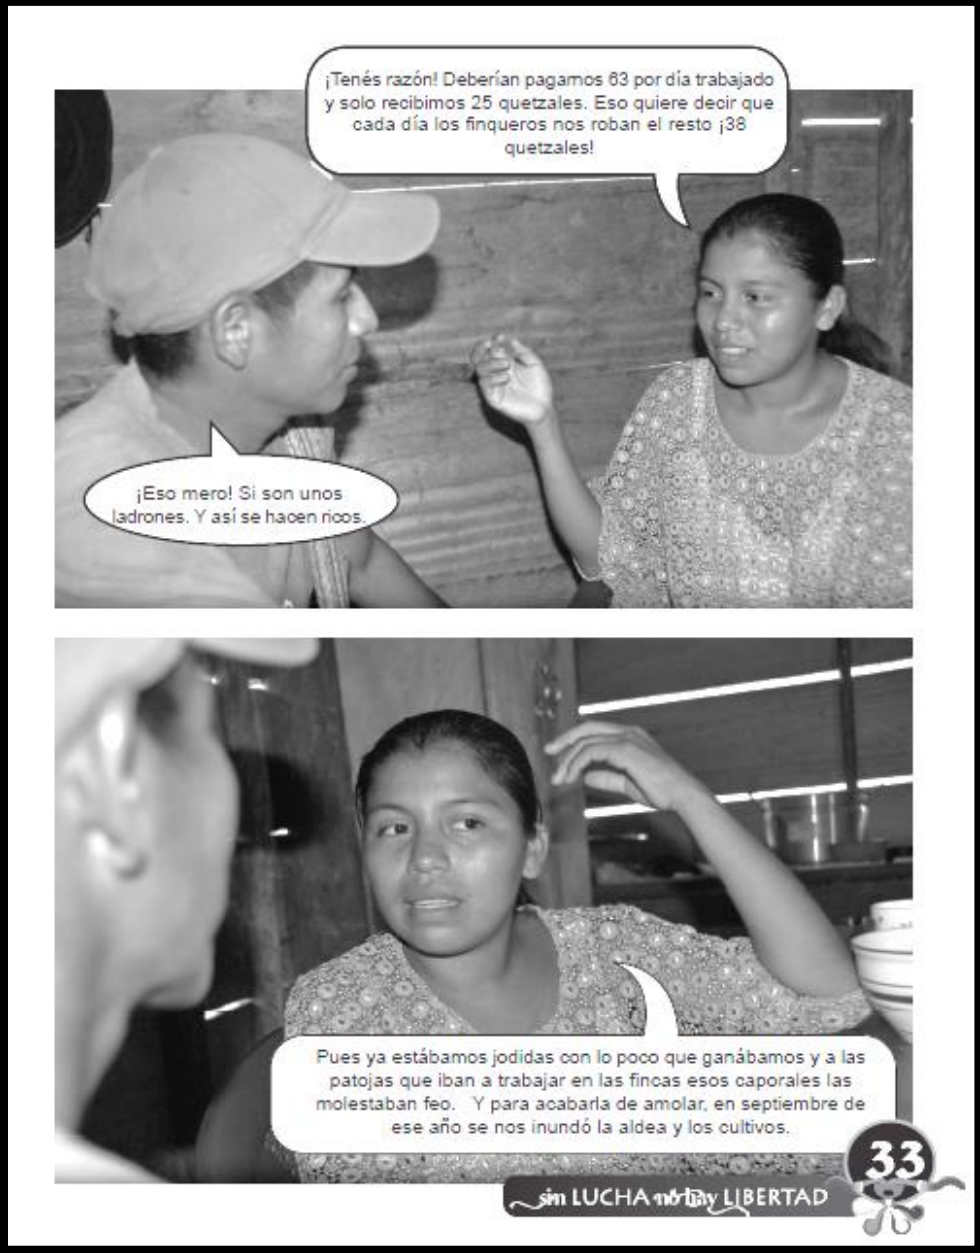 ¡Tenés razón! Deberían pagarnos 63 por día trabajado
y solo recibimos 25 quetzales. Eso quiere decir que
cada día los finqueros nos roban el resto ¡38
quetzales!
¡Eso mero! Si son unos
ladrones. Y así se hacen ricos.
Pues ya estábamos jodidas con lo poco que ganábamos y a las
patojas que iban a trabajar en las fincas esos caporales las
molestaban feo. Y para acabarla de amolar, en septiembre de
ese año se nos inundó la aldea y los cultivos.
33
sin LUCHA no hay LIBERTAD